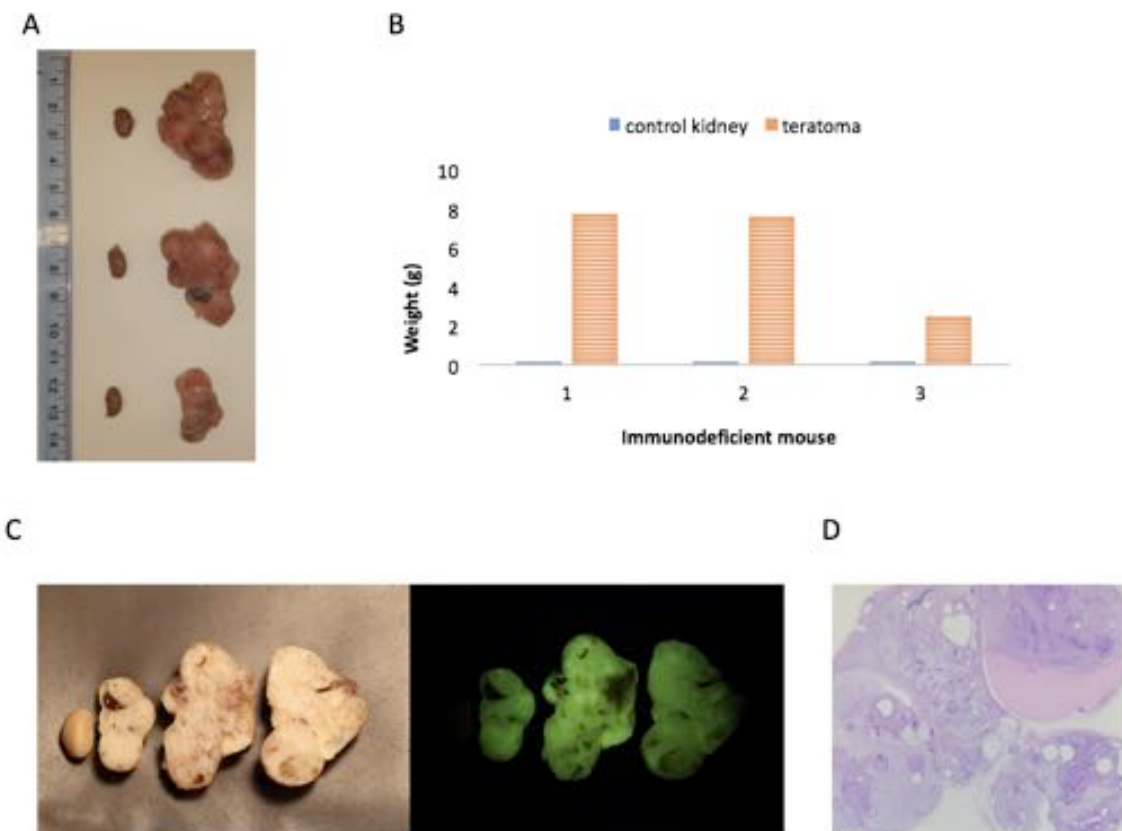 A
B
control kidney teratoma
10
8
6
4
2
0
Weight (g)
1 2 3
Immunodeficient mouse
C
D